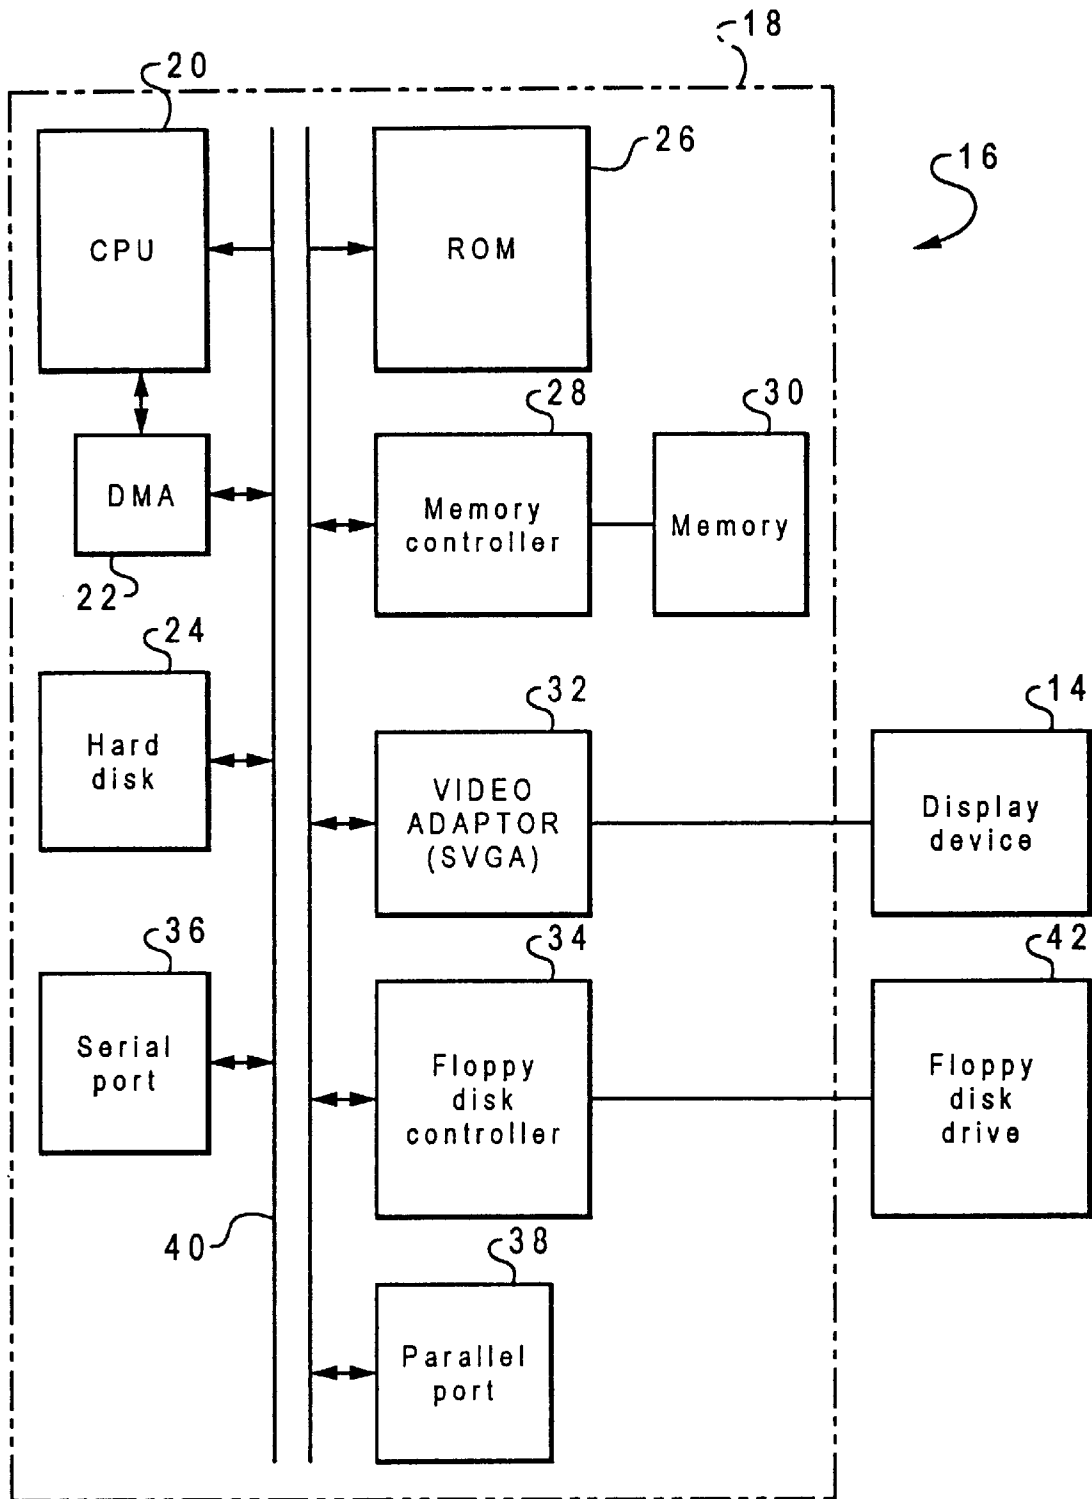 18
20
26
16
CPU
ROM
28
30
DMA
Memory
controller
Memory
22
24
32
14
Hard
disk
VIDEO
ADAPTOR
(SVGA)
Display
device
36
34
42
Serial
port
Floppy
disk
controller
Floppy
disk
drive
40
38
Parallel
port